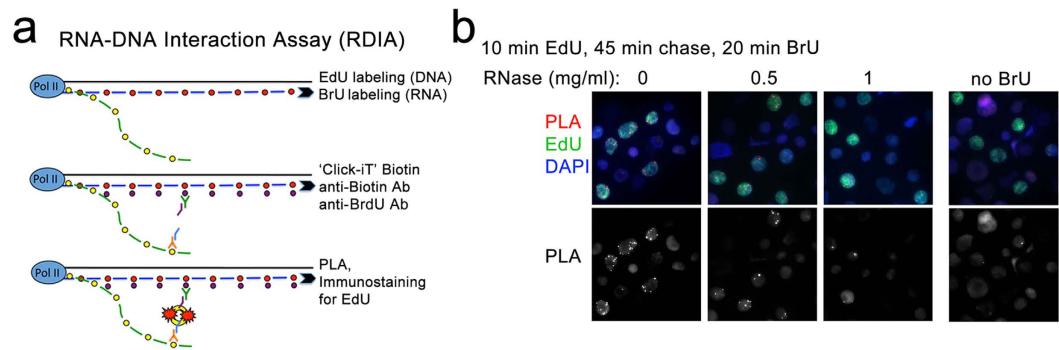 a
RNA-DNA Interaction Assay (RDIA)
Pol II
EdU labeling (DNA)
BrU labeling (RNA)
Pol II
'Click-iT' Biotin
anti-Biotin Ab
anti-BrdU Ab
Pol II
PLA,
Immunostaining
for EdU
b
10 min EdU, 45 min chase, 20 min BrU
RNase (mg/ml): 0 0.5 1 no BrU
PLA
EdU
DAPI
PLA